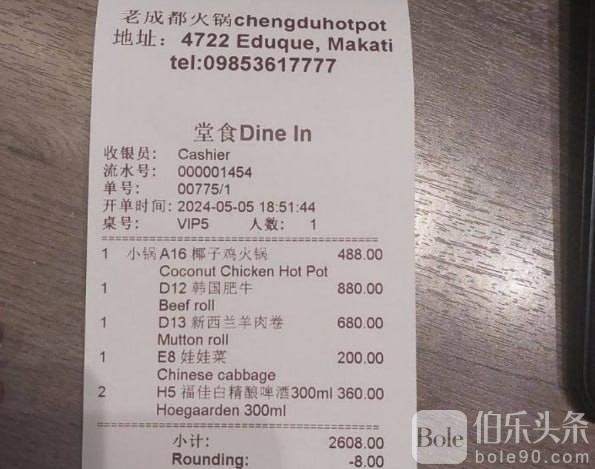 老成都火锅chengduhotpot
地址： 4722 Eduque, Makati
tel:09853617777
堂食Dine In
收银员： Cashier
流水号： 000001454
单号： 00775/1
开单时间：2024-05-05 18:51:44
桌号： VIP5 人数： 1
1 小锅 A16 椰子鸡火锅 488.00
Coconut Chicken Hot Pot
1 D12 韩国肥牛 880.00
Beef roll
1 D13 新西兰羊肉卷 680.00
Mutton roll
1 E8 娃娃菜 200.00
Chinese cabbage
2 H5 福佳白精酿啤酒300ml 360.00
Hoegaarden 300ml
小计： 2608.00
Rounding: -8.00
Bole 伯乐头条
bole90.com